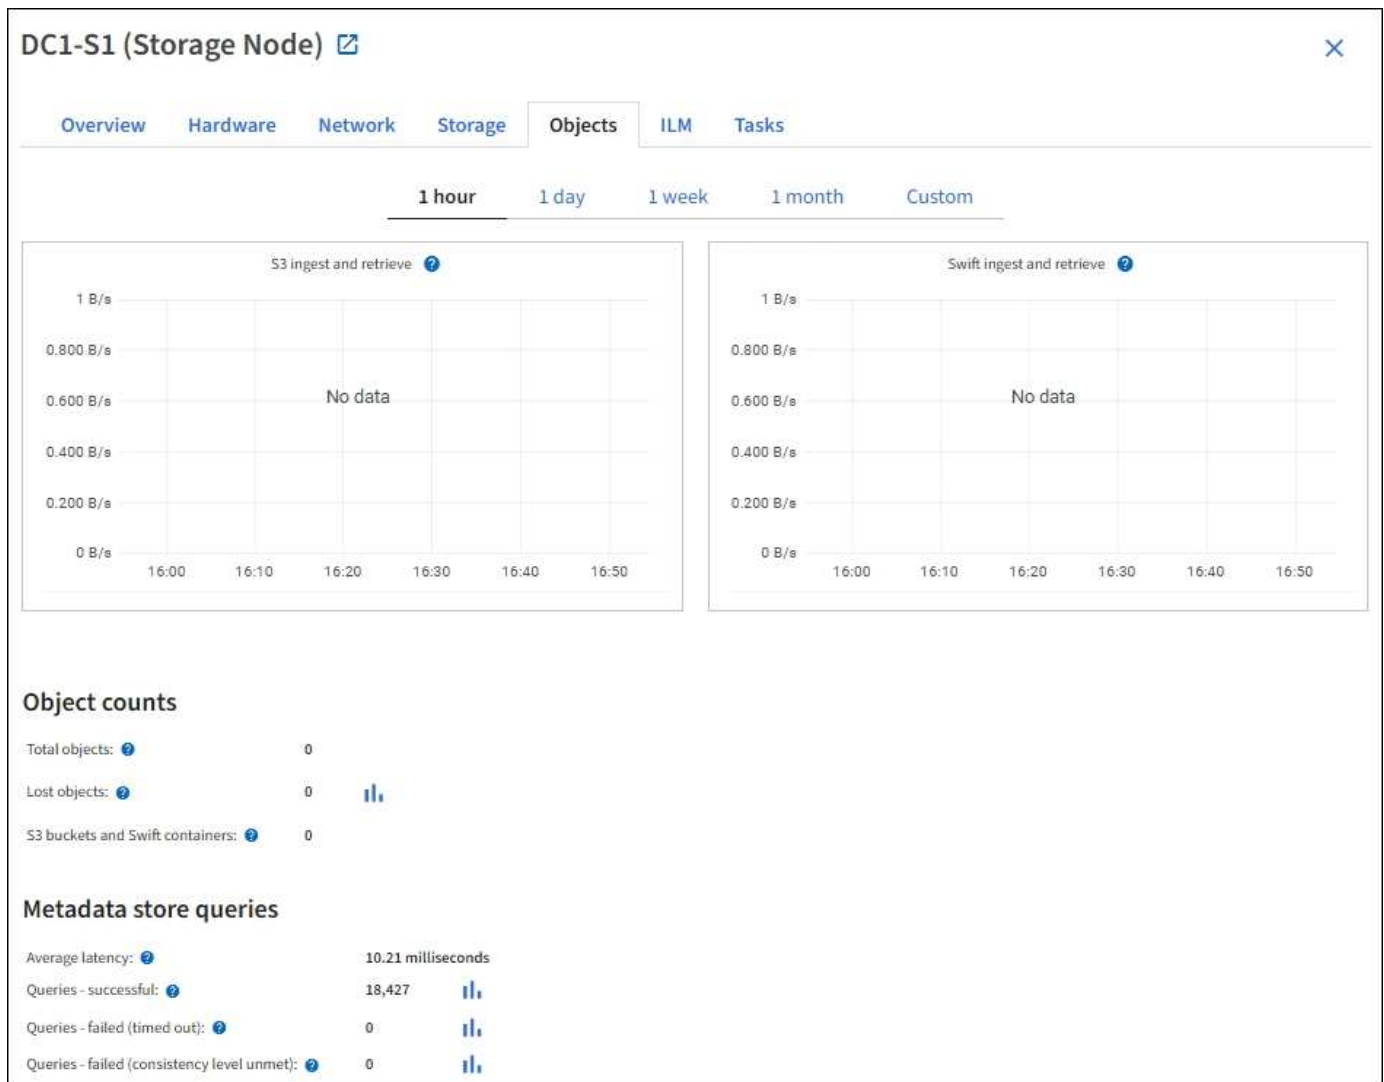 DC1-S1 (Storage Node)
Overview Hardware Network Storage Objects ILM Tasks
1 hour 1 day 1 week 1 month Custom
S3 ingest and retrieve
1 B/s
0.800 B/s
0.600 B/s
0.400 B/s
0.200 B/s
0 B/s
No data
16:00 16:10 16:20 16:30 16:40 16:50
Swift ingest and retrieve
1 B/s
0.800 B/s
0.600 B/s
0.400 B/s
0.200 B/s
0 B/s
No data
16:00 16:10 16:20 16:30 16:40 16:50
Object counts
Total objects: 0
Lost objects: 0
S3 buckets and Swift containers: 0
Metadata store queries
Average latency: 10.21 milliseconds
Queries - successful: 18,427
Queries - failed (timed out): 0
Queries - failed (consistency level unmet): 0